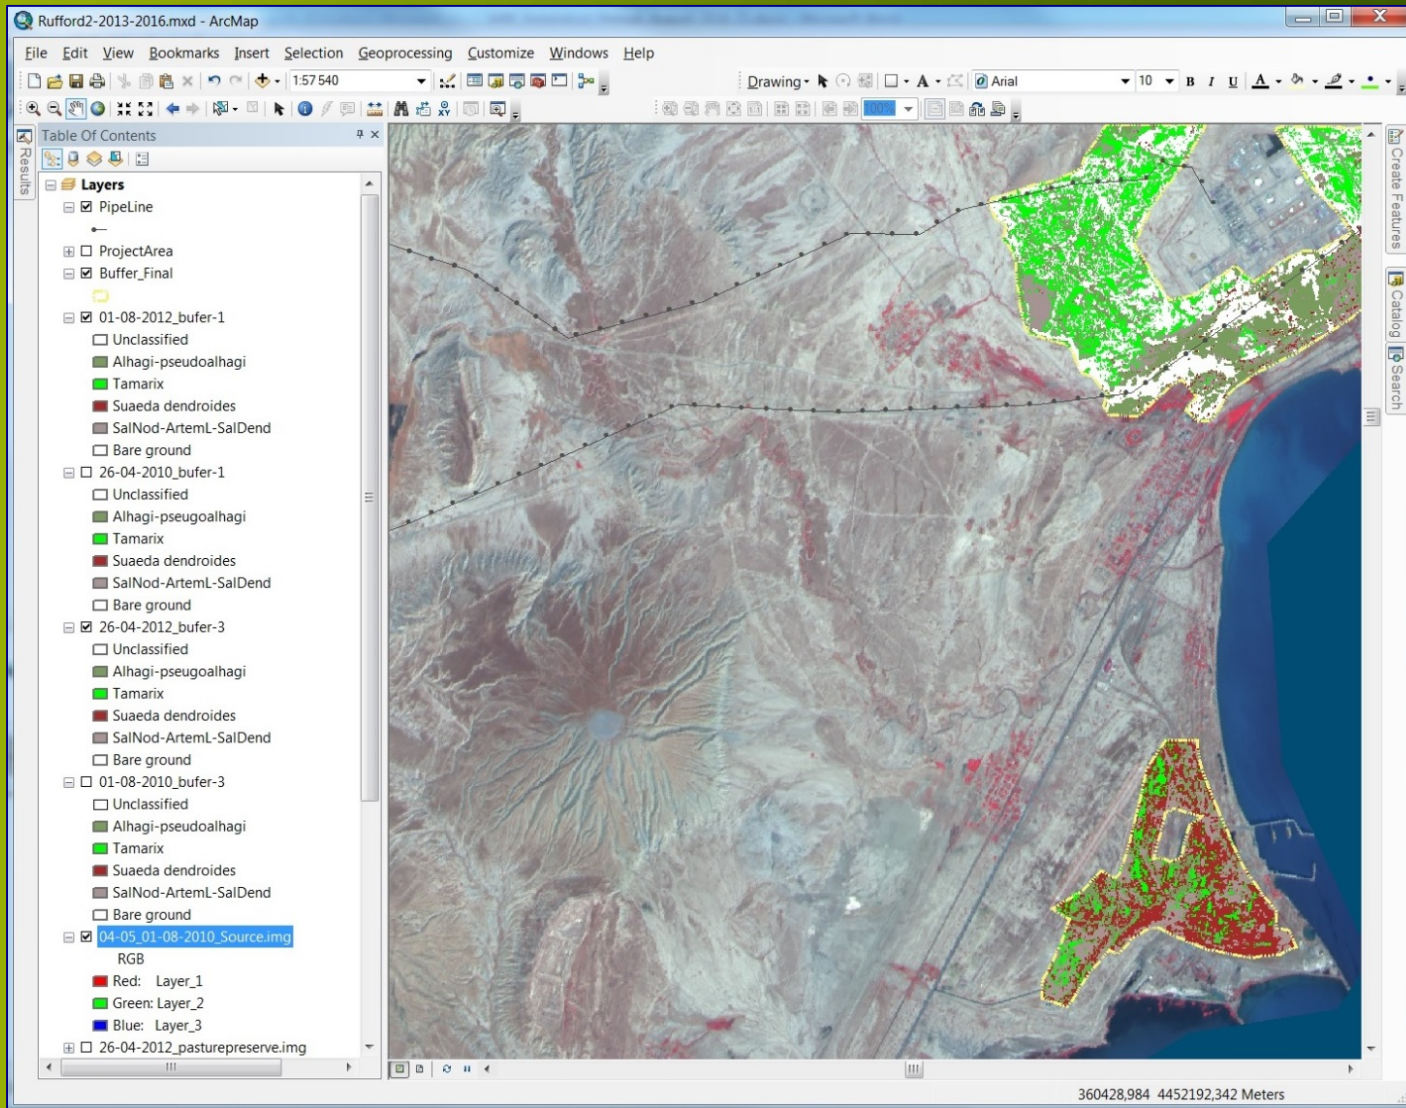 Rufford2-2013-2016.mxd - ArcMap
File Edit View Bookmarks Insert Selection Geoprocessing Customize Windows Help
1:57 540
Drawing
Arial
10
B I U A
100%
Results
Table Of Contents
Layers
PipeLine
ProjectArea
Buffer_Final
01-08-2012_bufer-1
Unclassified
Alhagi-pseudoalhagi
Tamarix
Suaeda dendroides
SalNod-ArtemL-SalDend
Bare ground
26-04-2010_bufer-1
Unclassified
Alhagi-pseugoalhagi
Tamarix
Suaeda dendroides
SalNod-ArtemL-SalDend
Bare ground
26-04-2012_bufer-3
Unclassified
Alhagi-pseugoalhagi
Tamarix
Suaeda dendroides
SalNod-ArtemL-SalDend
Bare ground
01-08-2010_bufer-3
Unclassified
Alhagi-pseudoalhagi
Tamarix
Suaeda dendroides
SalNod-ArtemL-SalDend
Bare ground
04-05_01-08-2010_Source.img
RGB
Red: Layer_1
Green: Layer_2
Blue: Layer_3
26-04-2012_pasturepreserve.img
Create Features
Catalog
Search
360428,984 4452192,342 Meters